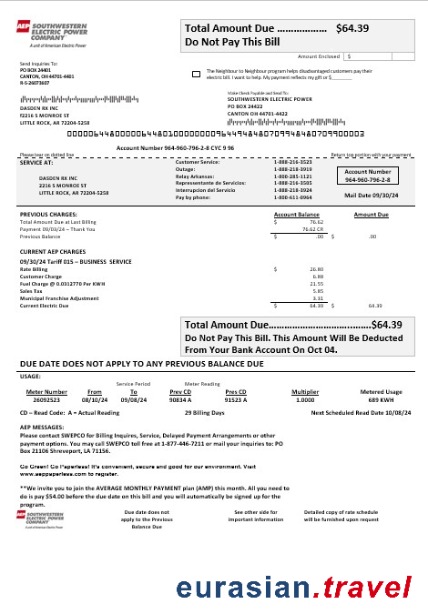 AEP SOUTHWESTERN
ELECTRIC POWER
COMPANY
A unit of American Electric Power
Total Amount Due ……………… $64.39
Do Not Pay This Bill
Amount Enclosed $
Send Inquiries To:
PO BOX 24401
CANTON, OH 44701-4401
The Neighbour to Neighbour program helps disadvantaged customers pay their
electric bill. I want to help. My payment reflects my gift of $
Make Check Payable and Send To:
SOUTHWESTERN ELECTRIC POWER
PO BOX 24422
CANTON, OH 44701-4422
DASDEN RX INC
2216 S MONROE ST
LITTLE ROCK, AR 72204-5258
Account Number 964-960-796-2-8 CYC 9 96
Please tear on dotted line
Return top portion with your payment
SERVICE AT:
DASDEN RX INC
2216 S MONROE ST
LITTLE ROCK, AR 72204-5258
Customer Service: 1-888-216-3523
Outage: 1-888-218-3919
Relay Arkansas: 1-800-285-1121
Representante de Servicios: 1-888-216-3505
Interrupcion del Servicio 1-888-218-3924
Pay by phone: 1-800-611-0964
Account Number
964-960-796-2-8
Mail Date 09/30/24
PREVIOUS CHARGES: Account Balance Amount Due
Total Amount Due at Last Billing $ 76.62
Payment 08/03/24 – Thank You 76.62 CR
Previous Balance $ .00 $ .00
CURRENT AEP CHARGES
09/30/24 Tariff 015 – BUSINESS SERVICE
Rate Billing $ 26.80
Customer Charge 6.88
Fuel Charge @ 0.0312770 Per KWH 21.55
Sales Tax 5.85
Municipal Franchise Adjustment 3.31
Current Electric Due $ 64.39 $ 64.39
Total Amount Due………………………………$64.39
Do Not Pay This Bill. This Amount Will Be Deducted
From Your Bank Account On Oct 04.
DUE DATE DOES NOT APPLY TO ANY PREVIOUS BALANCE DUE
USAGE:
Service Period Meter Reading
Meter Number From To Prev CD Prev CD Multiplier Metered Usage
26092523 08/10/24 09/08/24 90834 A 91523 A 1.0000 689 KWH
CD – Read Code: A = Actual Reading 29 Billing Days Next Scheduled Read Date 10/08/24
AEP MESSAGES:
Please contact SWEPCO for Billing Inquires, Service, Delayed Payment Arrangements or other
payment options. You may call SWEPCO toll free at 1-877-446-7211 or mail your inquiries to: PO
Box 21106 Shreveport, LA 71156.
Go Green! Go Paperless! It's convenient, secure and good for our environment. Visit
www.aeppaperless.com to register.
**We invite you to join the AVERAGE MONTHLY PAYMENT plan (AMP) this month. All you need to
do is pay $54.00 before the due date on this bill and you will automatically be signed up for the
program.
AEP SOUTHWESTERN
ELECTRIC POWER
COMPANY
A unit of American Electric Power
Due date does not
apply to the Previous
Balance Due
See other side for
important information
Detailed copy of rate schedule
will be furnished upon request
eurasian.travel